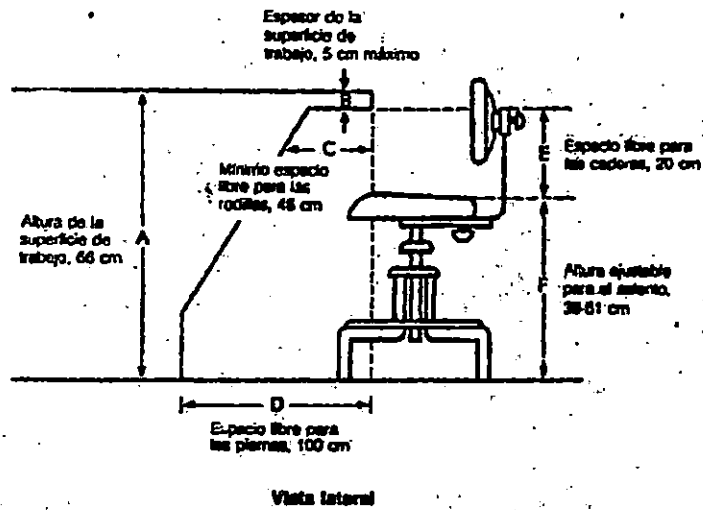 Espesor de la
superficie de
trabajo, 5 cm máximo
B
C
Mínimo espacio
libre para las
rodillas, 46 cm
E
Espacio libre para
las caderas, 20 cm
Altura de la
superficie de
trabajo, 66 cm
A
F
Altura ajustable
para el asiento,
cm
D
Espacio libre para
las piernas, 100 cm
Vista lateral